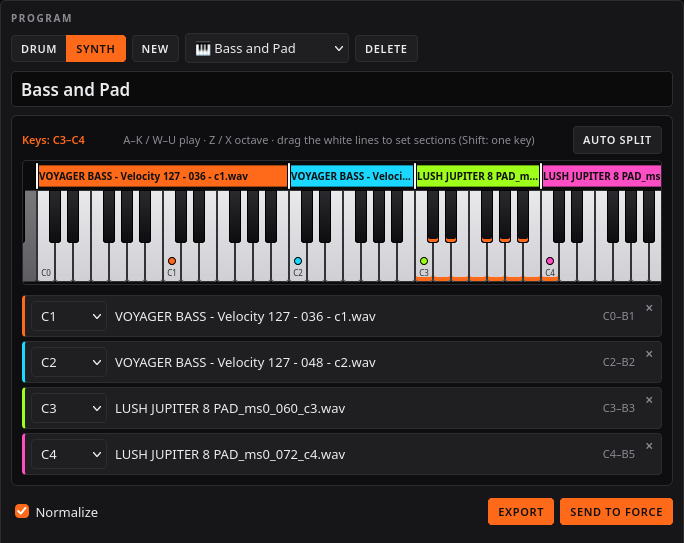 PROGRAM
DRUM SYNTH NEW 🎹 Bass and Pad DELETE
Bass and Pad
Keys: C3–C4 A–K / W–U play · Z / X octave · drag the white lines to set sections (Shift: one key) AUTO SPLIT
VOYAGER BASS - Velocity 127 - 036 - c1.wav VOYAGER BASS - Veloci... LUSH JUPITER 8 PAD_m... LUSH JUPITER 8 PAD_ms
C0 C1 C2 C3 C4
C1 VOYAGER BASS - Velocity 127 - 036 - c1.wav C0–B1 ×
C2 VOYAGER BASS - Velocity 127 - 048 - c2.wav C2–B2 ×
C3 LUSH JUPITER 8 PAD_ms0_060_c3.wav C3–B3 ×
C4 LUSH JUPITER 8 PAD_ms0_072_c4.wav C4–B5 ×
Normalize EXPORT SEND TO FORCE